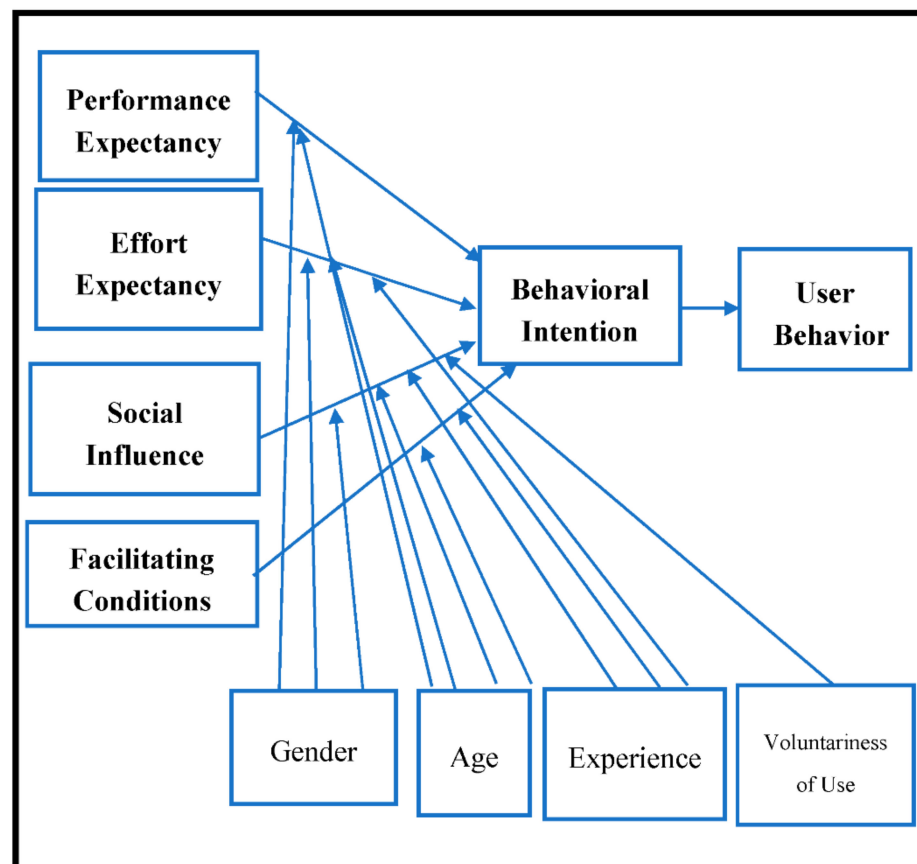 Performance
Expectancy
Effort
Expectancy
Behavioral
Intention
User
Behavior
Social
Influence
Facilitating
Conditions
Gender
Age
Experience
Voluntariness
of Use